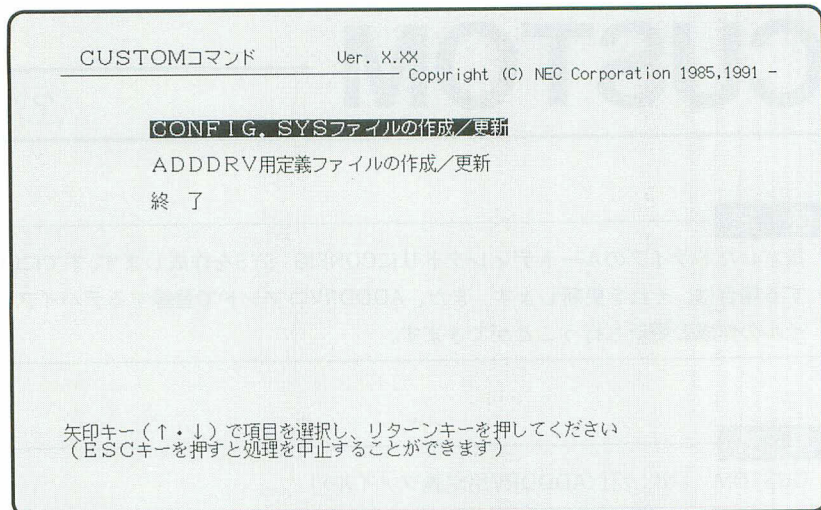 CUSTOMコマンド Ver. X.XX
Copyright (C) NEC Corporation 1985,1991 -
CONFIG.SYSファイルの作成/更新
ADDDRV用定義ファイルの作成/更新
終 了
矢印キー(↑・↓)で項目を選択し、リターンキーを押してください
(ESCキーを押すと処理を中止することができます)